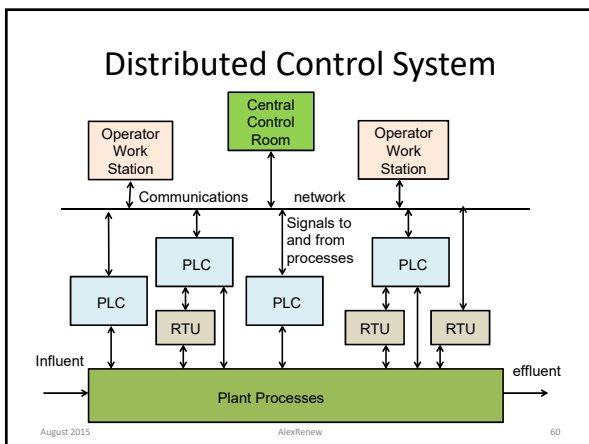 Distributed Control System
Central
Control
Room
Operator
Work
Station
Operator
Work
Station
Communications network
Signals to
and from
processes
PLC
PLC
PLC
PLC
RTU
RTU
RTU
Influent
effluent
Plant Processes
August 2015
AlexRenew
60